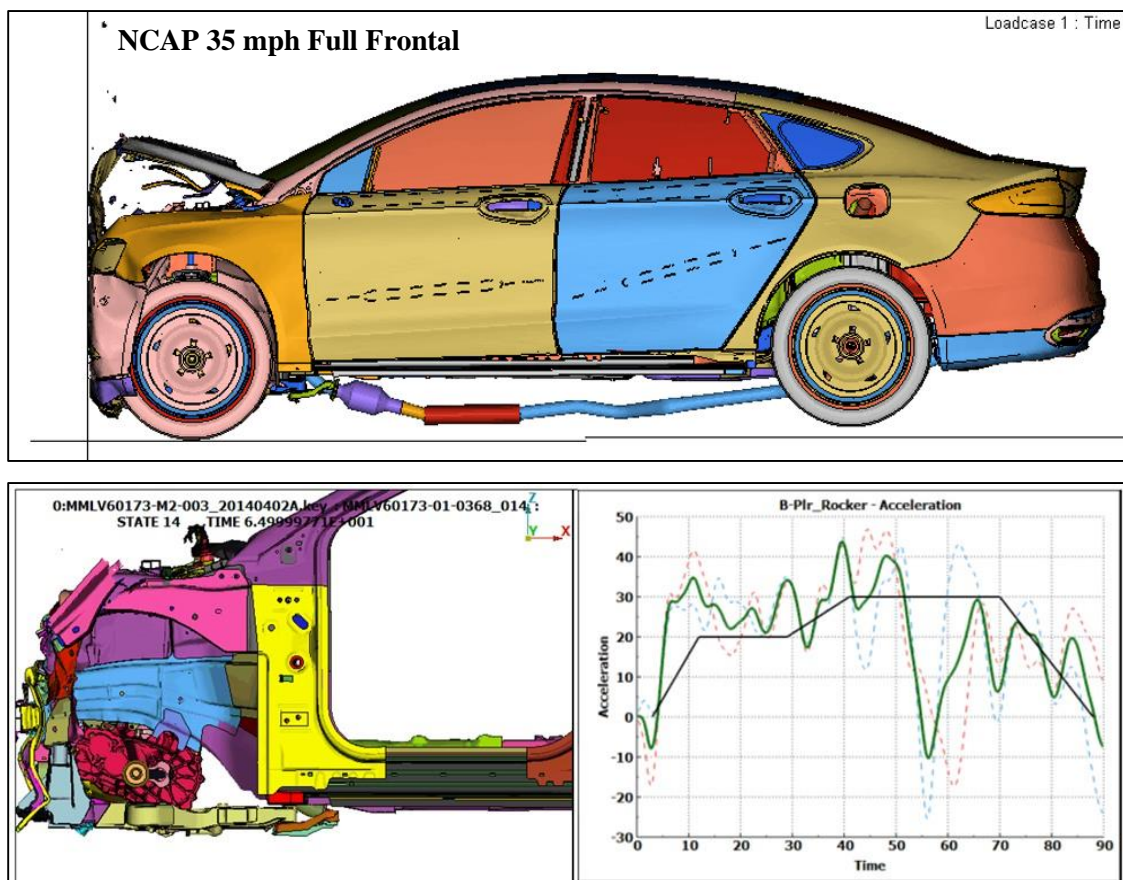 NCAP 35 mph Full Frontal
Loadcase 1 : Time
0:MMLV60173-M2-003_20140402A.key : MMLV60173-01-0368_014 :
STATE 14 TIME 6.49999771E+001
Z
Y
X
B-Plr_Rocker - Acceleration
Acceleration
50
40
30
20
10
0
-10
-20
-30
0 10 20 30 40 50 60 70 80 90
Time